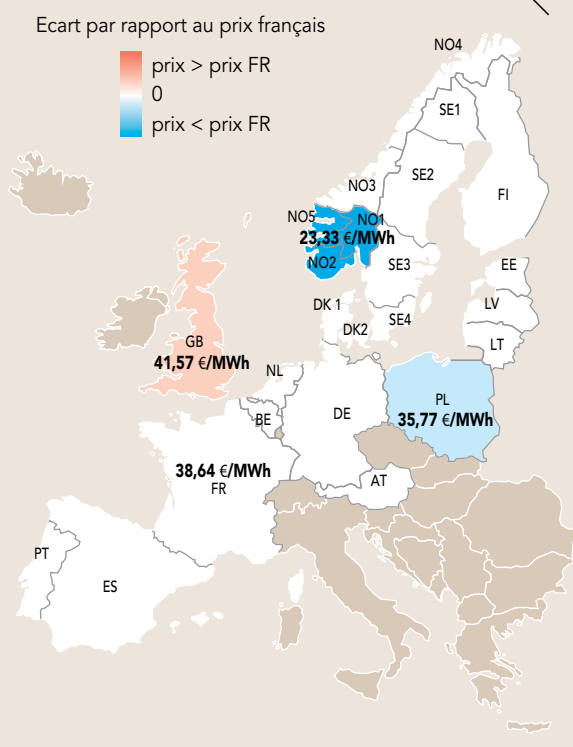 Ecart par rapport au prix français
prix > prix FR
0
prix < prix FR
NO4
SE1
SE2
FI
NO3
NO5
NO1
23,33 €/MWh
NO2
SE3
EE
DK 1
LV
SE4
DK2
GB
LT
41,57 €/MWh
NL
PL
BE
DE
35,77 €/MWh
38,64 €/MWh
FR
AT
PT
ES